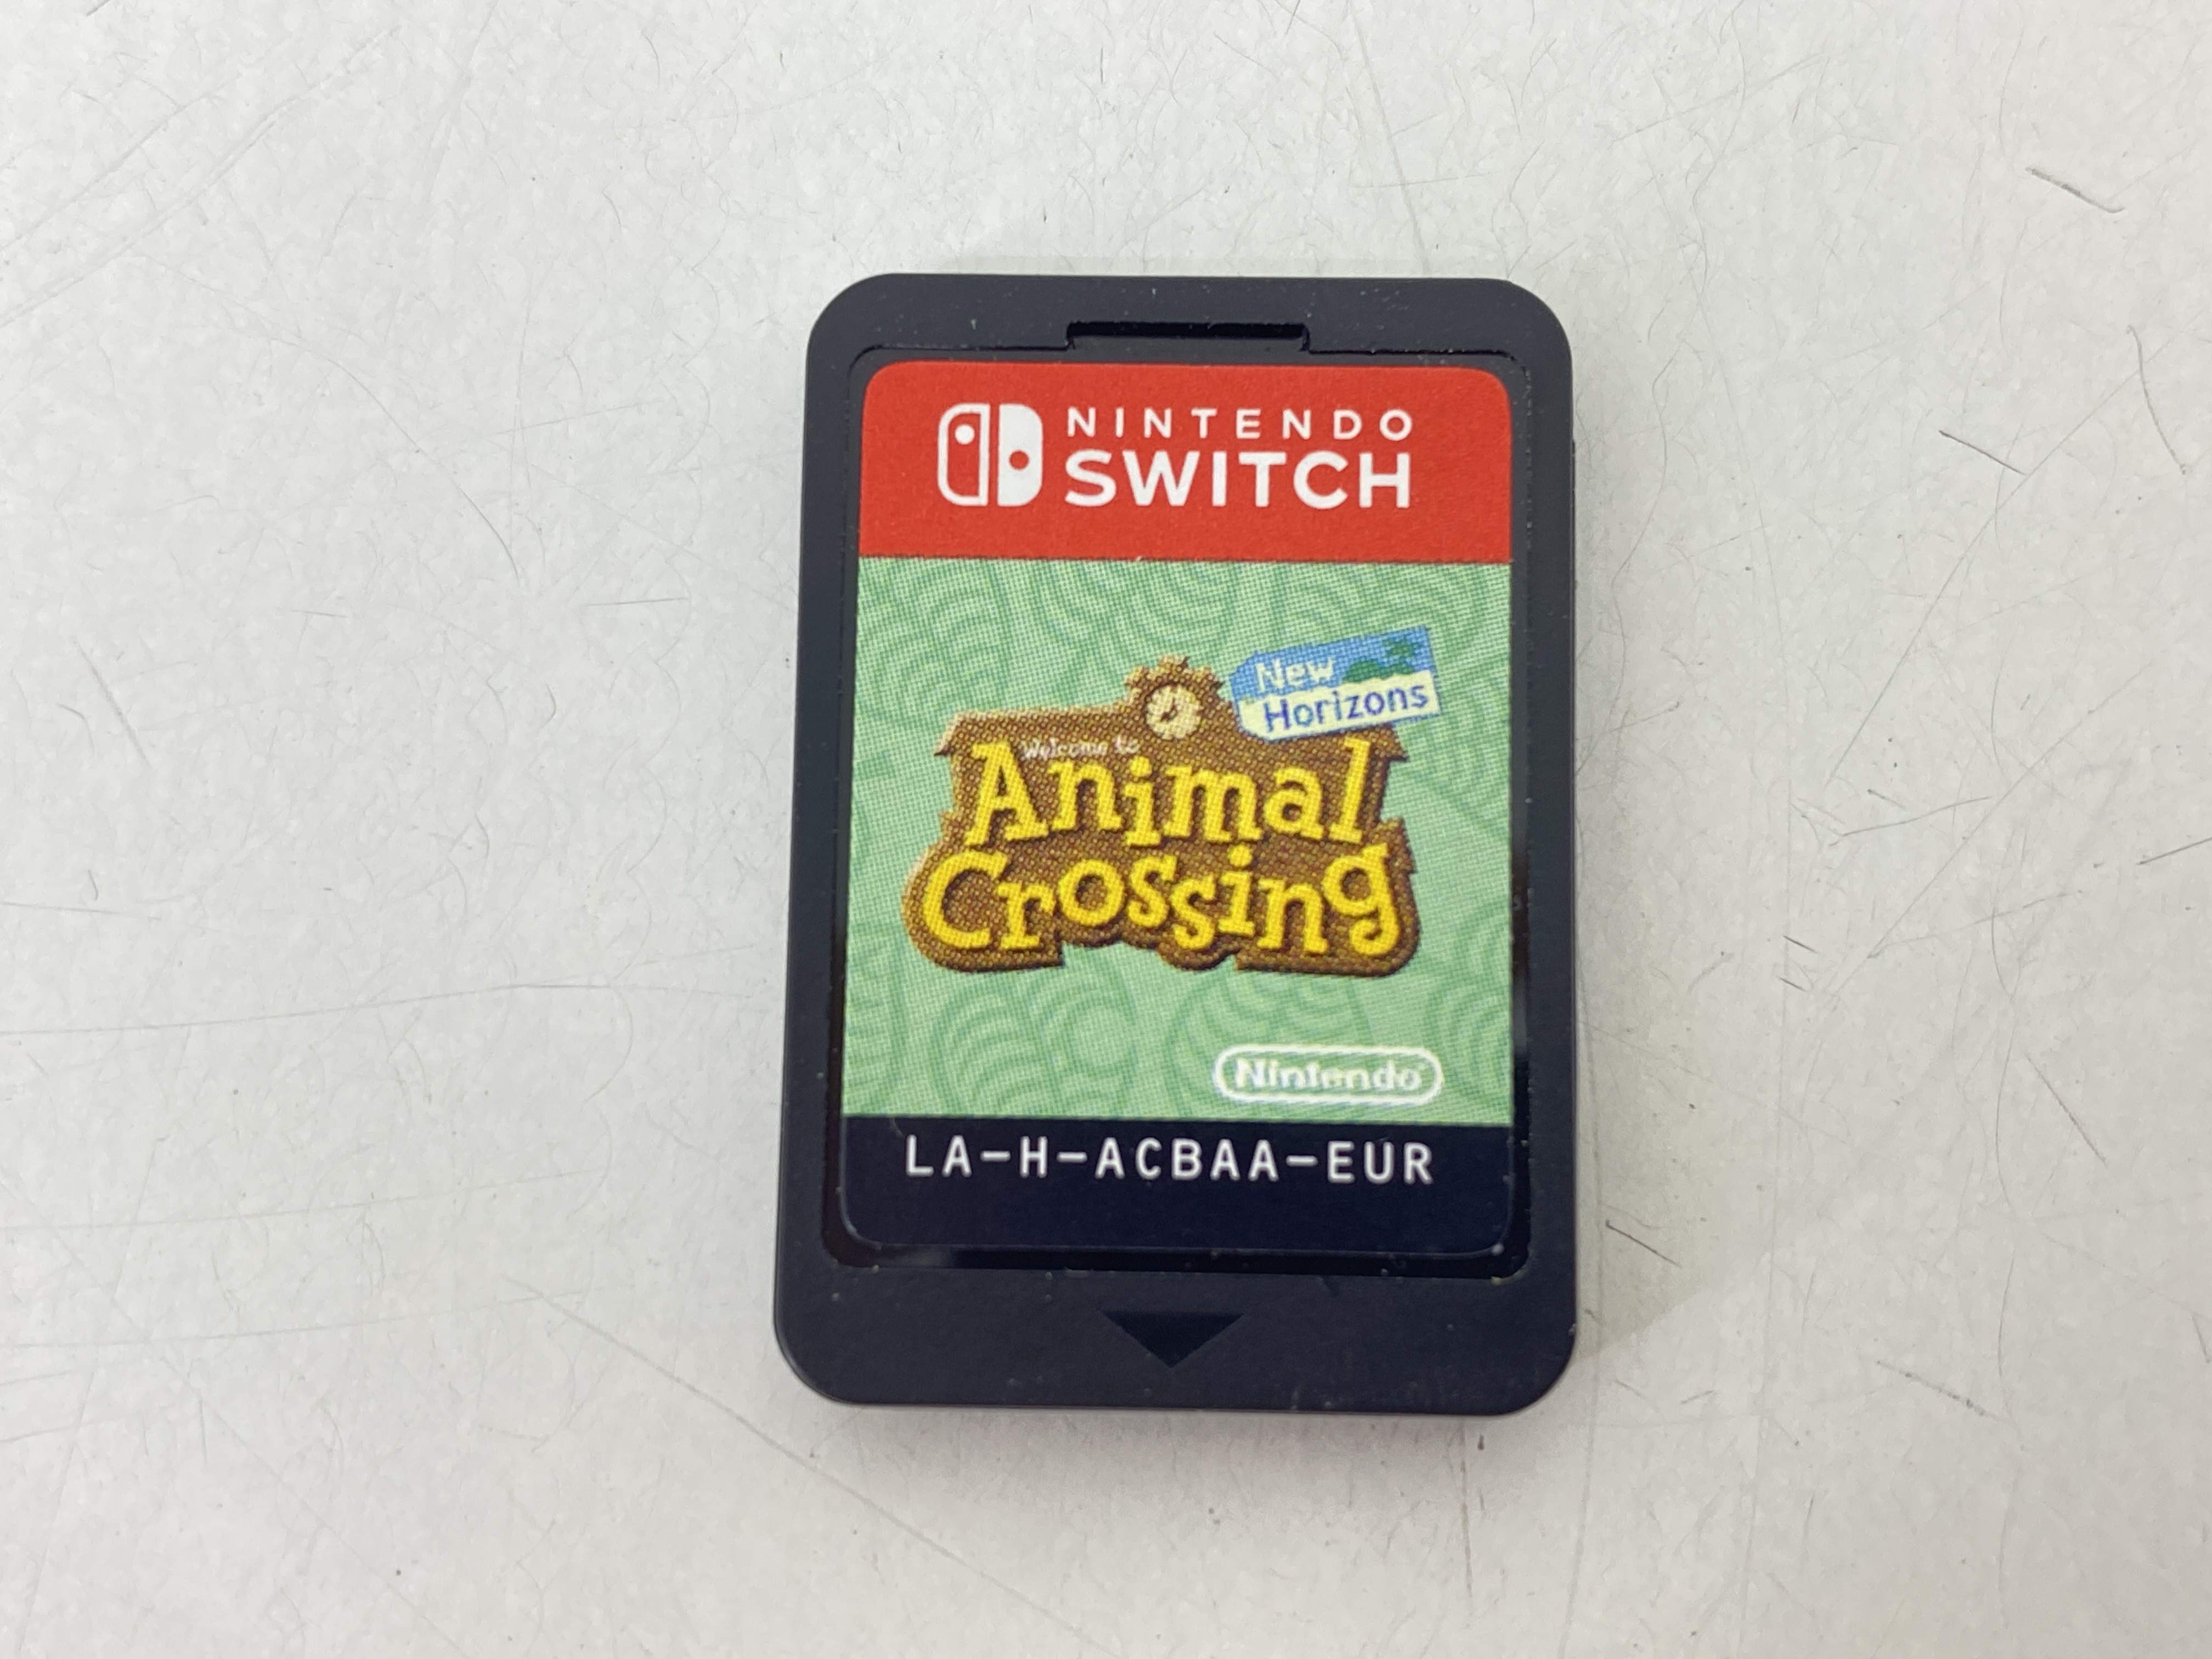 NINTENDO
SWITCH
New
Horizons
Welcome to
Animal
Crossing
Nintendo
LA-H-ACBAA-EUR